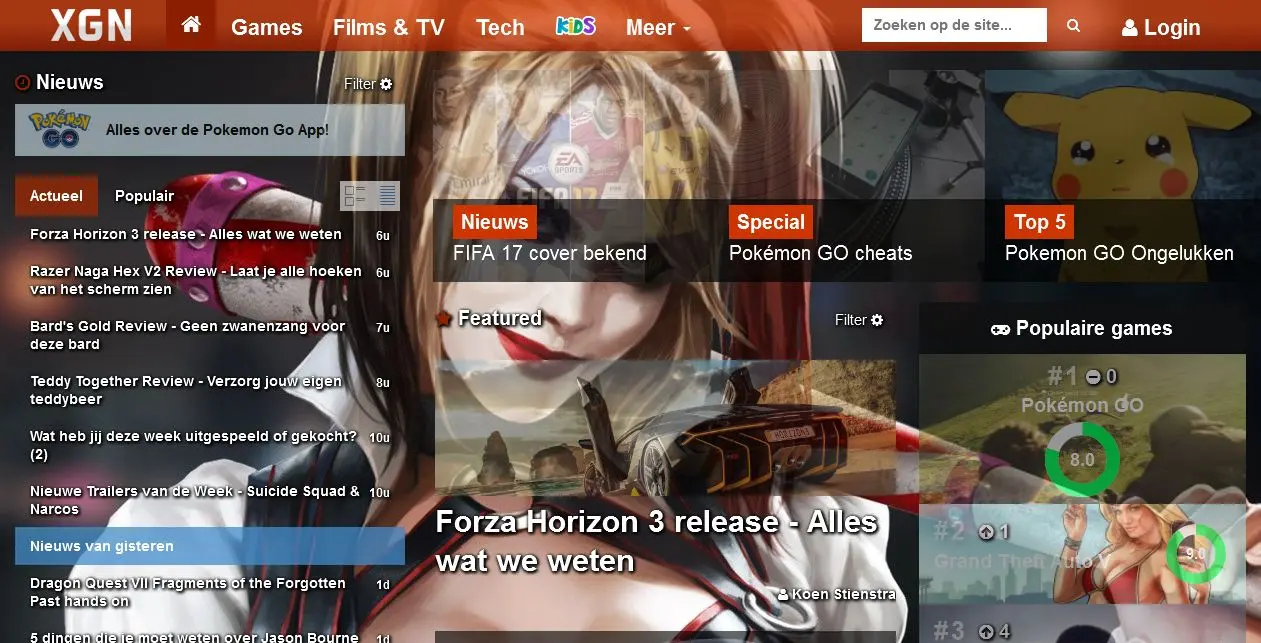 XGN
Games
Films & TV
Tech
KiDS
Meer
Zoeken op de site...
Login
Nieuws
Filter
POKÉMON GO
Alles over de Pokemon Go App!
Actueel
Populair
Forza Horizon 3 release - Alles wat we weten
6u
Razer Naga Hex V2 Review - Laat je alle hoeken
van het scherm zien
6u
Bard's Gold Review - Geen zwanenzang voor
deze bard
7u
Teddy Together Review - Verzorg jouw eigen
teddybeer
8u
Wat heb jij deze week uitgespeeld of gekocht?
(2)
10u
Nieuwe Trailers van de Week - Suicide Squad &
Narcos
10u
Nieuws van gisteren
Dragon Quest VII Fragments of the Forgotten
Past hands on
1d
5 dingen die je moet weten over Jason Bourne
1d
EA
SPORTS
FIFA 17
Nieuws
FIFA 17 cover bekend
Special
Pokémon GO cheats
Top 5
Pokemon GO Ongelukken
Featured
Filter
HORIZON3
Forza Horizon 3 release - Alles
wat we weten
Koen Stienstra
Populaire games
#1 0
Pokémon GO
8.0
#2 1
Grand Theft Auto V
9.0
#3 4